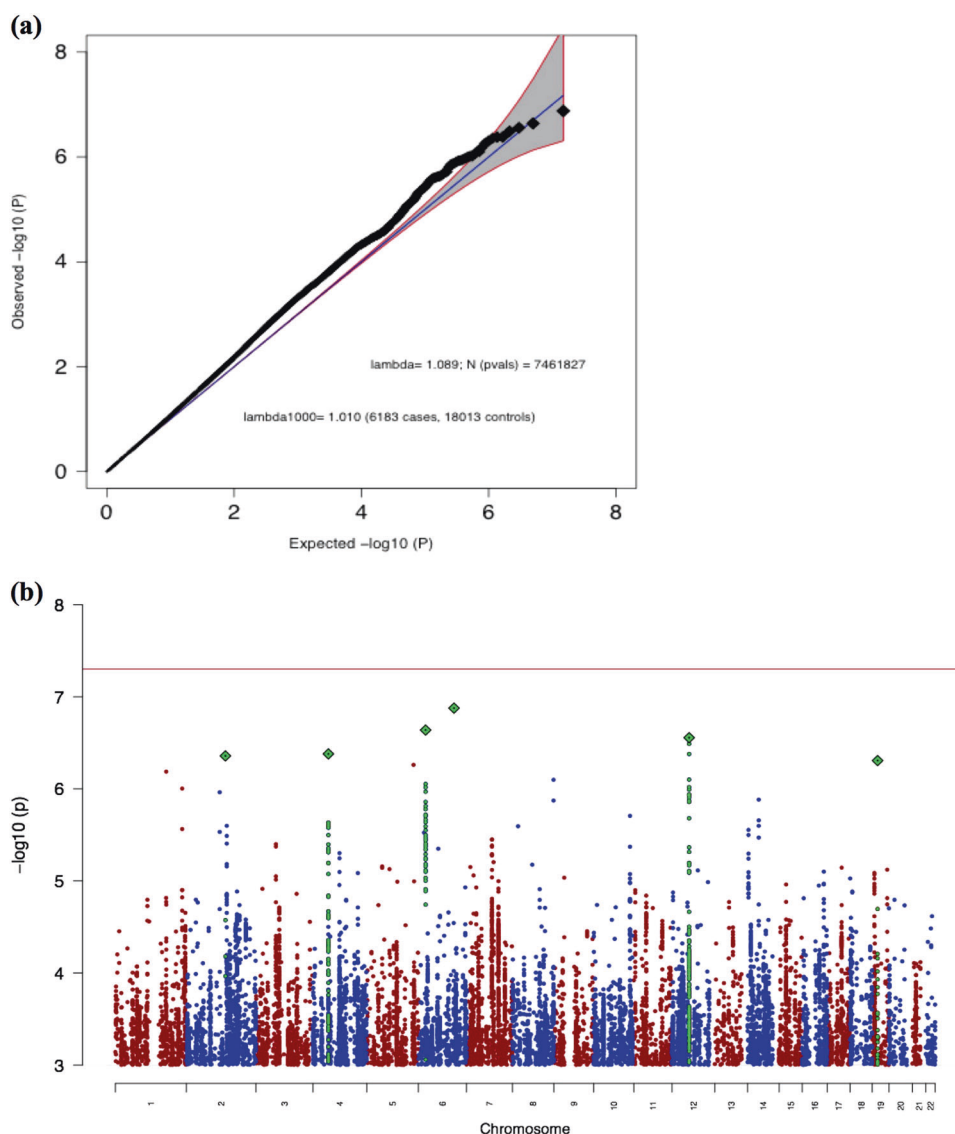 (a)
8
6
4
2
0
Observed −log10 (P)
lambda= 1.089; N (pvals) = 7461827
lambda1000= 1.010 (6183 cases, 18013 controls)
0 2 4 6 8
Expected −log10 (P)
(b)
8
7
6
5
4
3
−log10 (p)
1 2 3 4 5 6 7 8 9 10 11 12 13 14 15 16 17 18 19 20 21 22
Chromosome